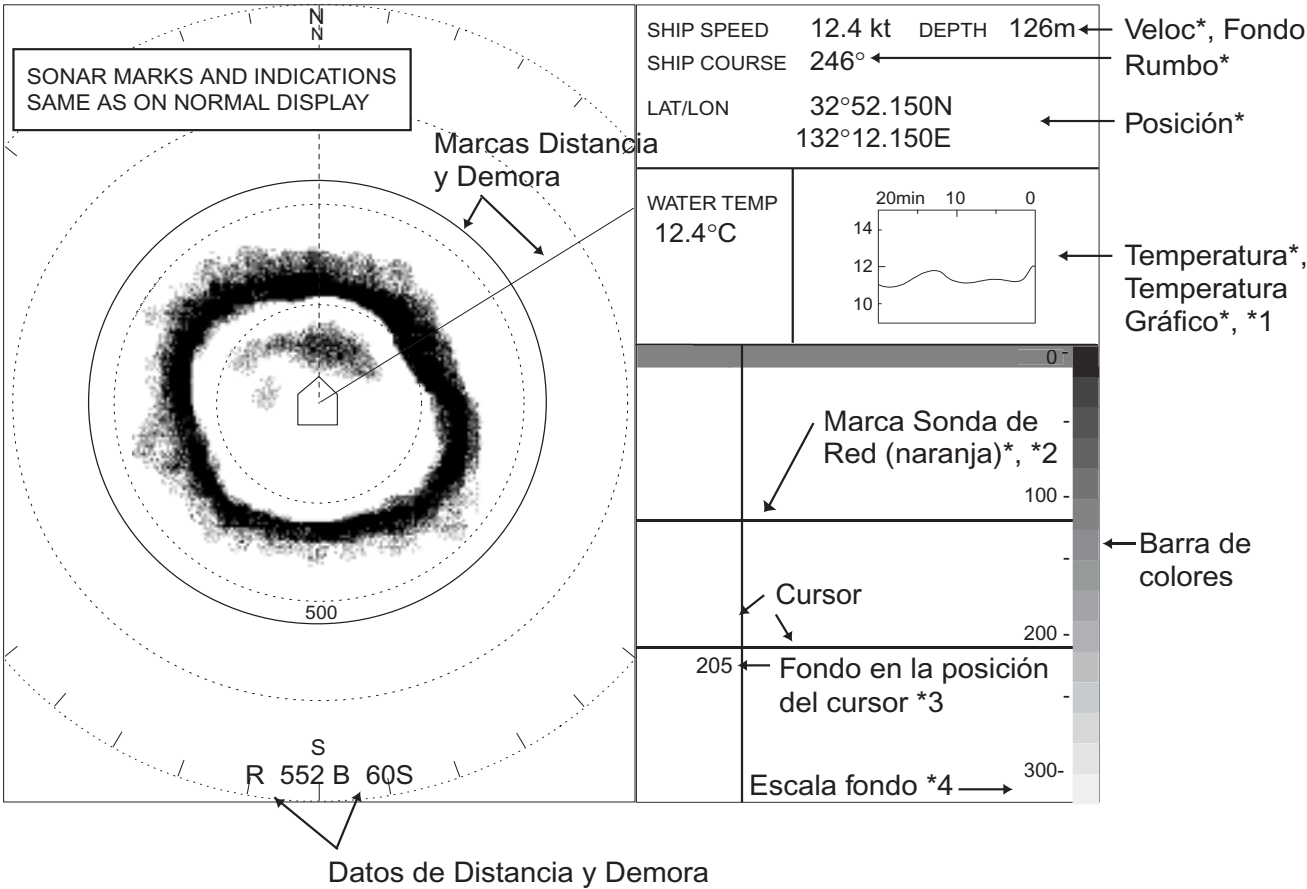 N
N
SONAR MARKS AND INDICATIONS
SAME AS ON NORMAL DISPLAY
Marcas Distancia
y Demora
500
S
R 552 B 60S
Datos de Distancia y Demora
SHIP SPEED 12.4 kt DEPTH 126m
SHIP COURSE 246°
LAT/LON 32°52.150N
132°12.150E
Veloc*, Fondo
Rumbo*
Posición*
WATER TEMP
12.4°C
20min 10 0
14
12
10
Temperatura*,
Temperatura
Gráfico*, *1
0
Marca Sonda de
Red (naranja)*, *2
100
Barra de
colores
Cursor
200
205
Fondo en la posición
del cursor *3
300
Escala fondo *4